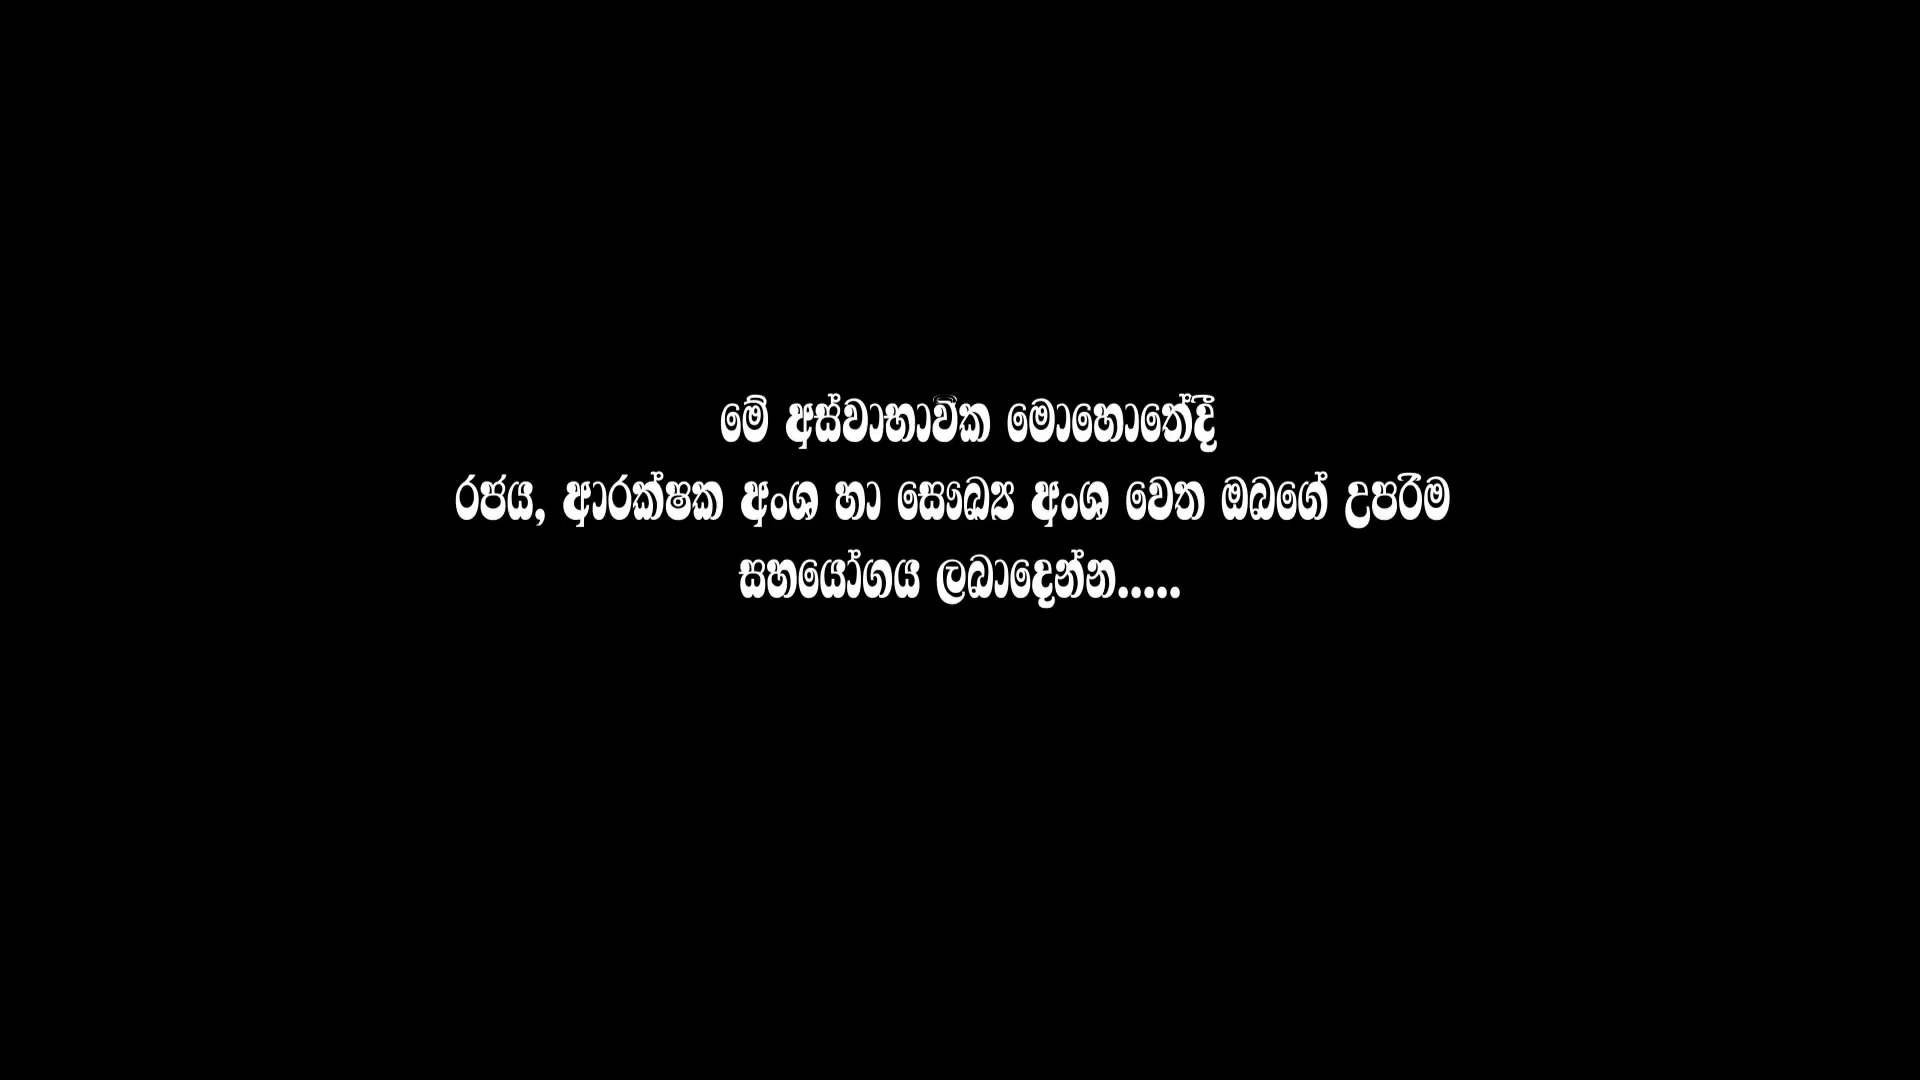 මේ අස්වාභාවික මොහොතේදී
රජය, ආරක්ෂක අංශ හා සෞඛ්‍ය අංශ වෙත ඔබගේ උපරිම
සහයෝගය ලබාදෙන්න.....